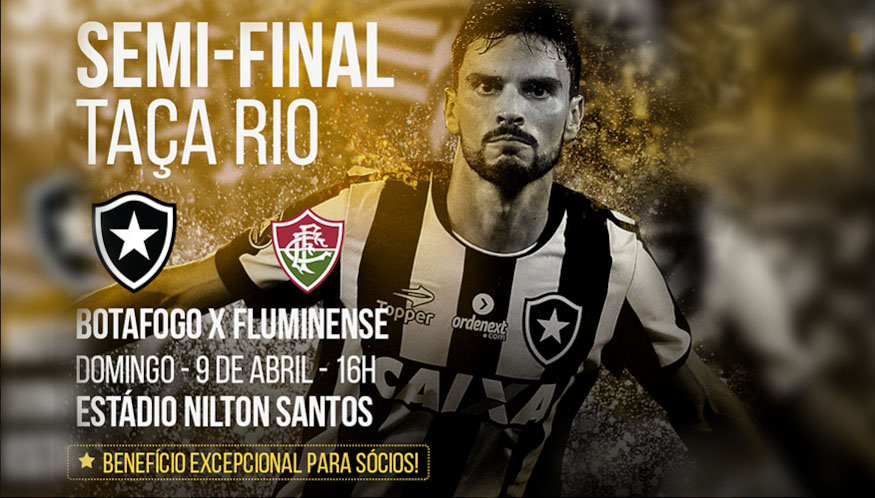 SEMI-FINAL
TAÇA RIO
BOTAFOGO X FLUMINENSE
DOMINGO - 9 DE ABRIL - 16H
ESTÁDIO NILTON SANTOS
BENEFÍCIO EXCEPCIONAL PARA SÓCIOS!
Topper
ordenext
.com
CAIXA